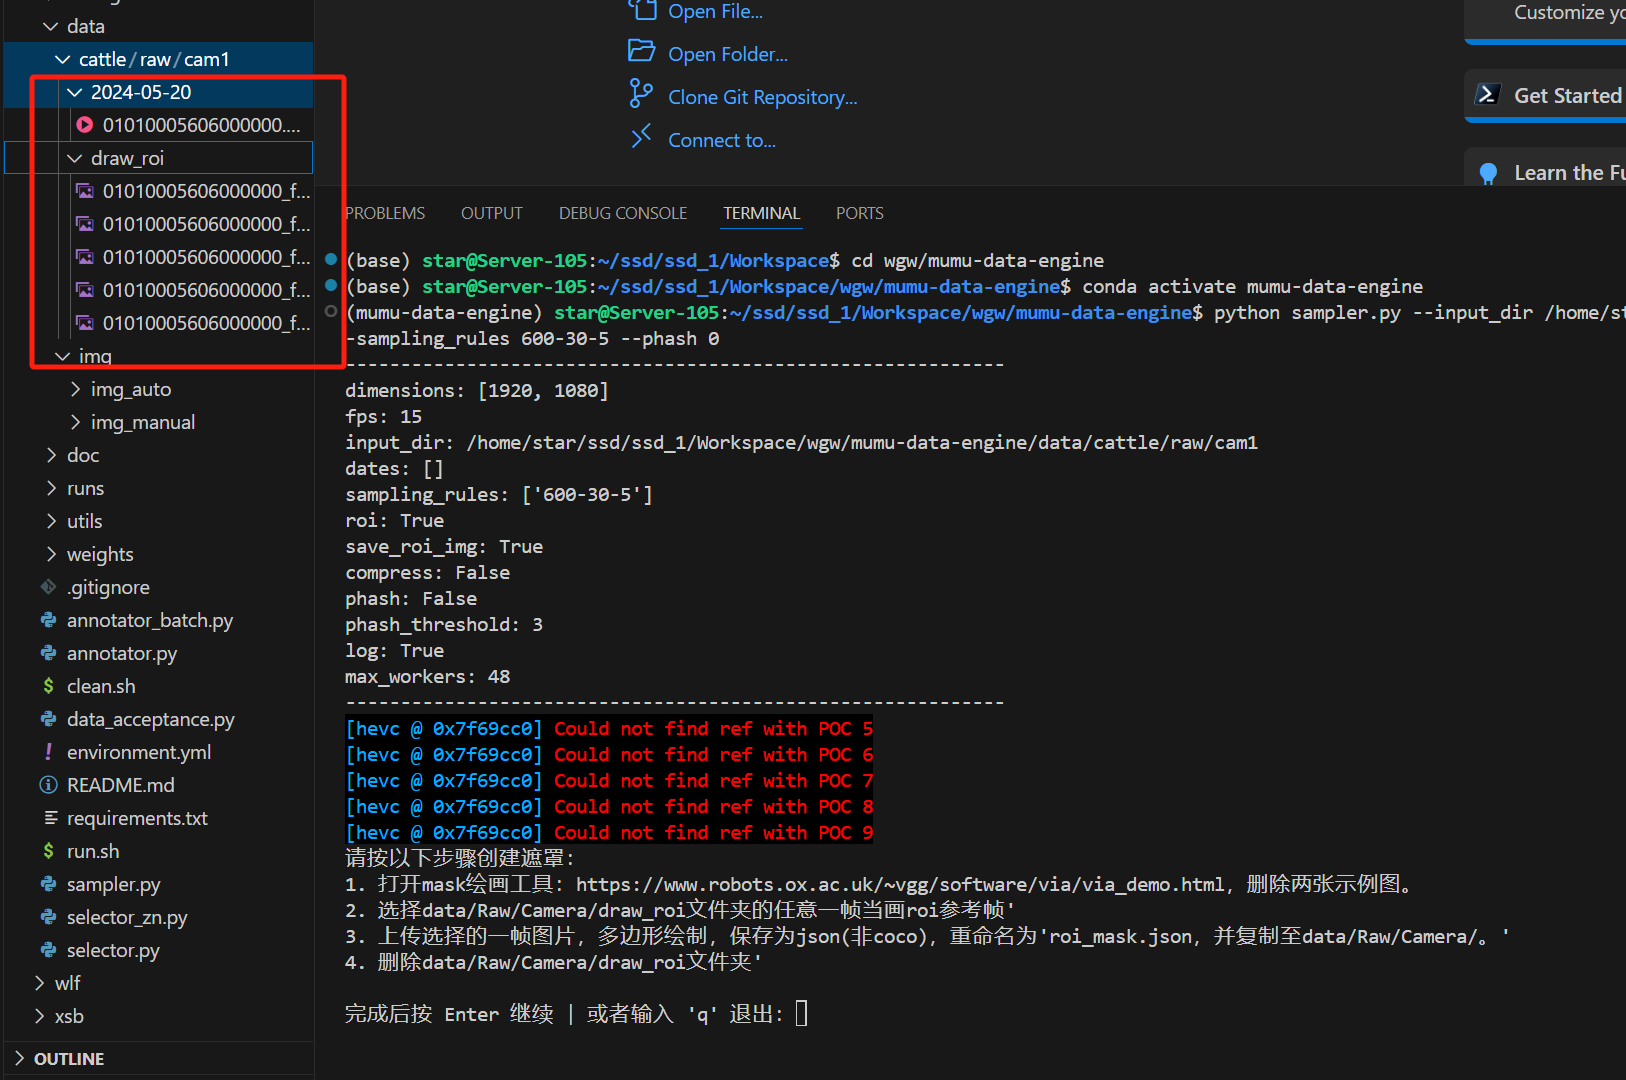 data
cattle/raw/cam1
2024-05-20
01010005606000000....
draw_roi
01010005606000000_f...
01010005606000000_f...
01010005606000000_f...
01010005606000000_f...
01010005606000000_f...
img
img_auto
img_manual
doc
runs
utils
weights
.gitignore
annotator_batch.py
annotator.py
clean.sh
data_acceptance.py
environment.yml
README.md
requirements.txt
run.sh
sampler.py
selector_zn.py
selector.py
wlf
xsb
OUTLINE
Open File...
Open Folder...
Clone Git Repository...
Connect to...
Customize yo
Get Started
Learn the Fu
PROBLEMS OUTPUT DEBUG CONSOLE TERMINAL PORTS
(base) star@Server-105:~/ssd/ssd_1/Workspace$ cd wgw/mumu-data-engine
(base) star@Server-105:~/ssd/ssd_1/Workspace/wgw/mumu-data-engine$ conda activate mumu-data-engine
(mumu-data-engine) star@Server-105:~/ssd/ssd_1/Workspace/wgw/mumu-data-engine$ python sampler.py --input_dir /home/st
-sampling_rules 600-30-5 --phash 0
------------------------------------------------------------
dimensions: [1920, 1080]
fps: 15
input_dir: /home/star/ssd/ssd_1/Workspace/wgw/mumu-data-engine/data/cattle/raw/cam1
dates: []
sampling_rules: ['600-30-5']
roi: True
save_roi_img: True
compress: False
phash: False
phash_threshold: 3
log: True
max_workers: 48
------------------------------------------------------------
[hevc @ 0x7f69cc0] Could not find ref with POC 5
[hevc @ 0x7f69cc0] Could not find ref with POC 6
[hevc @ 0x7f69cc0] Could not find ref with POC 7
[hevc @ 0x7f69cc0] Could not find ref with POC 8
[hevc @ 0x7f69cc0] Could not find ref with POC 9
请按以下步骤创建遮罩:
1. 打开mask绘画工具: https://www.robots.ox.ac.uk/~vgg/software/via/via_demo.html, 删除两张示例图。
2. 选择data/Raw/Camera/draw_roi文件夹的任意一帧当画roi参考帧'
3. 上传选择的一帧图片, 多边形绘制, 保存为json(非coco), 重命名为'roi_mask.json, 并复制至data/Raw/Camera/。'
4. 删除data/Raw/Camera/draw_roi文件夹'
完成后按 Enter 继续 | 或者输入 'q' 退出: